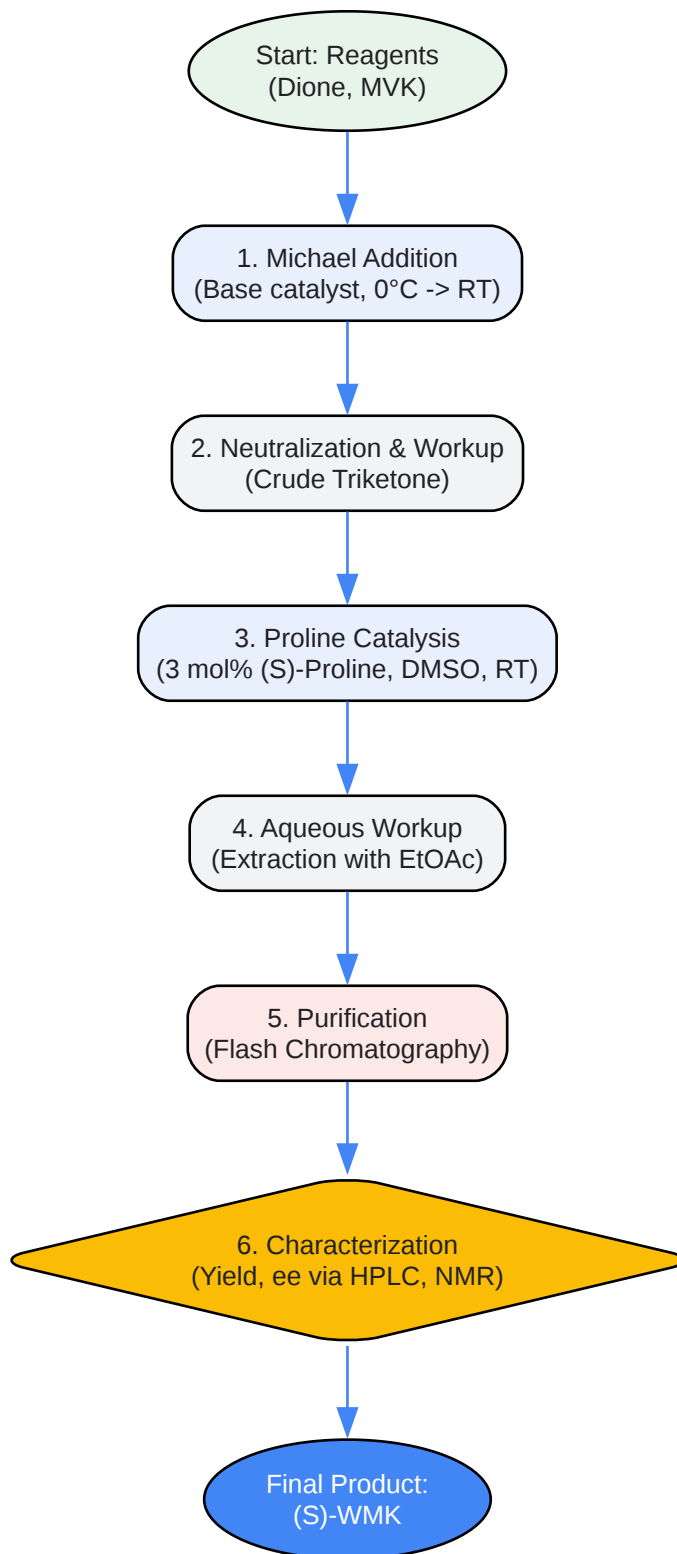 Start: Reagents
(Dione, MVK)
1. Michael Addition
(Base catalyst, 0°C -> RT)
2. Neutralization & Workup
(Crude Triketone)
3. Proline Catalysis
(3 mol% (S)-Proline, DMSO, RT)
4. Aqueous Workup
(Extraction with EtOAc)
5. Purification
(Flash Chromatography)
6. Characterization
(Yield, ee via HPLC, NMR)
Final Product:
(S)-WMK